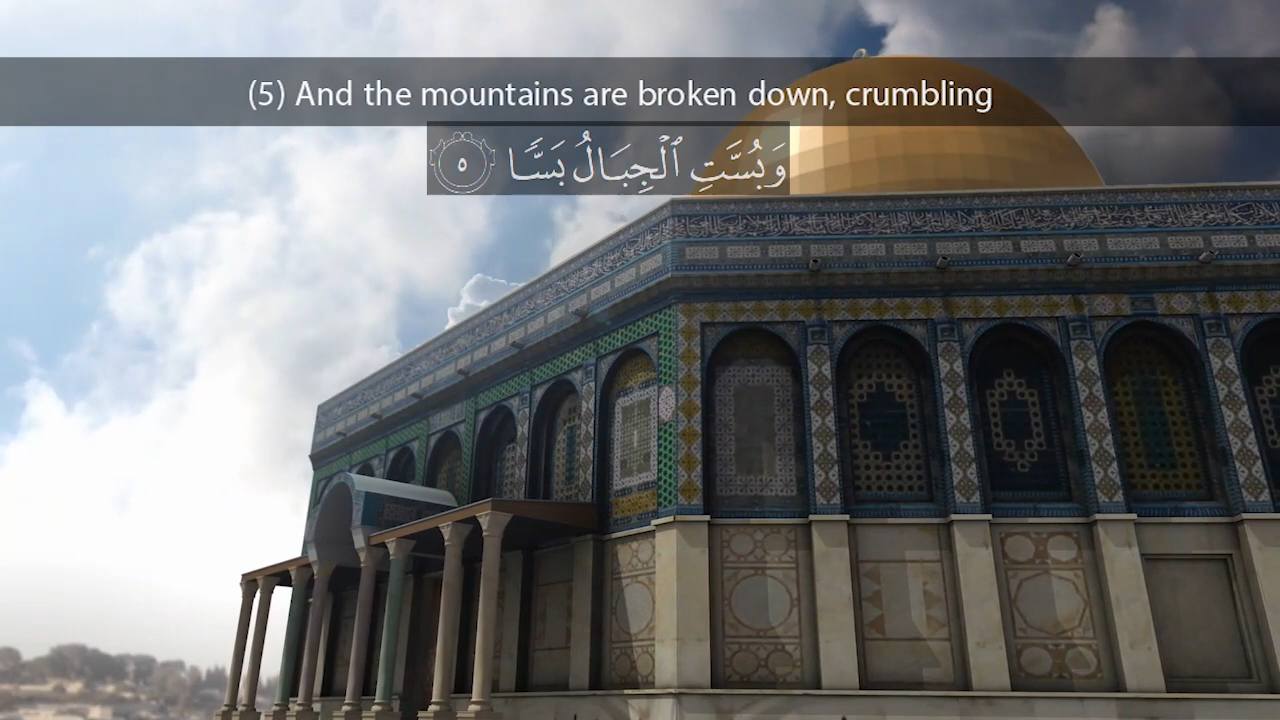 (5) And the mountains are broken down, crumbling
وَبُسَّتِ ٱلْجِبَالُ بَسًّا ٥